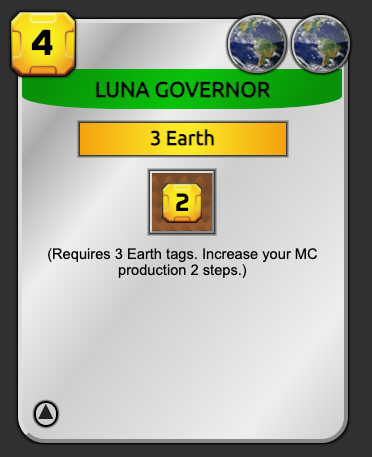 4
LUNA GOVERNOR
3 Earth
2
(Requires 3 Earth tags. Increase your MC
production 2 steps.)